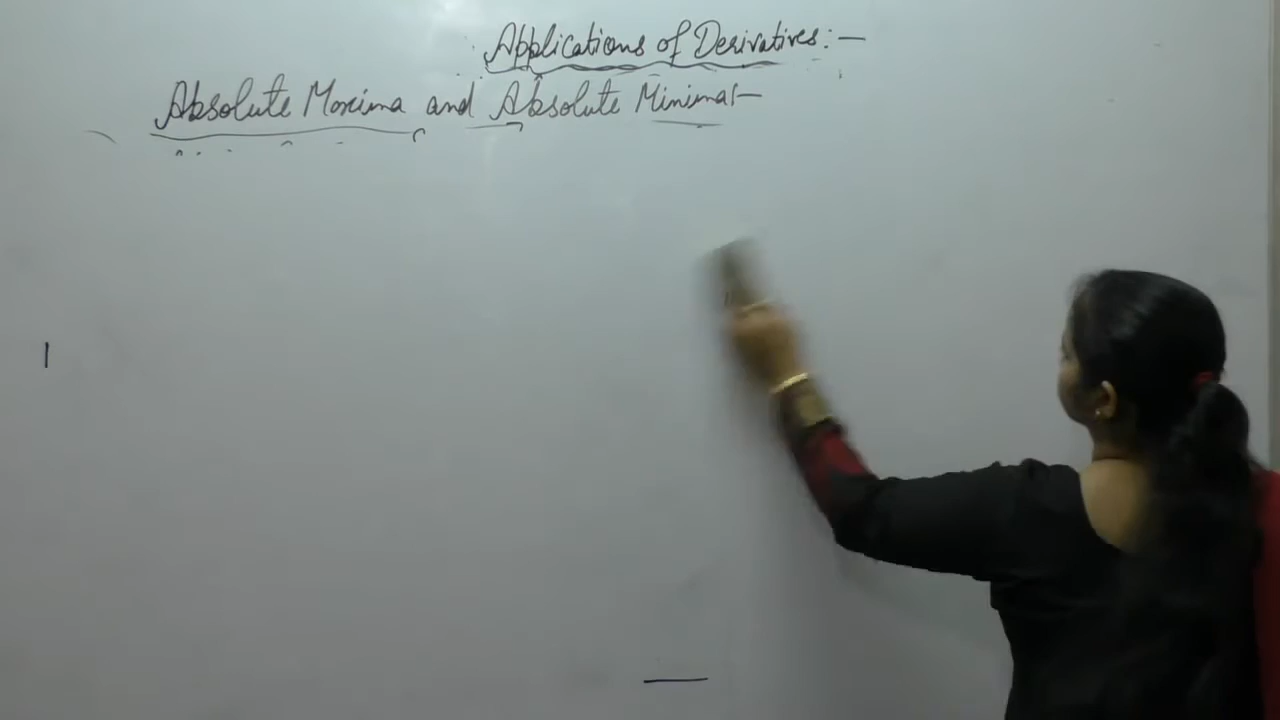 Applications of Derivatives:-
Absolute Maxima and Absolute Minima:-